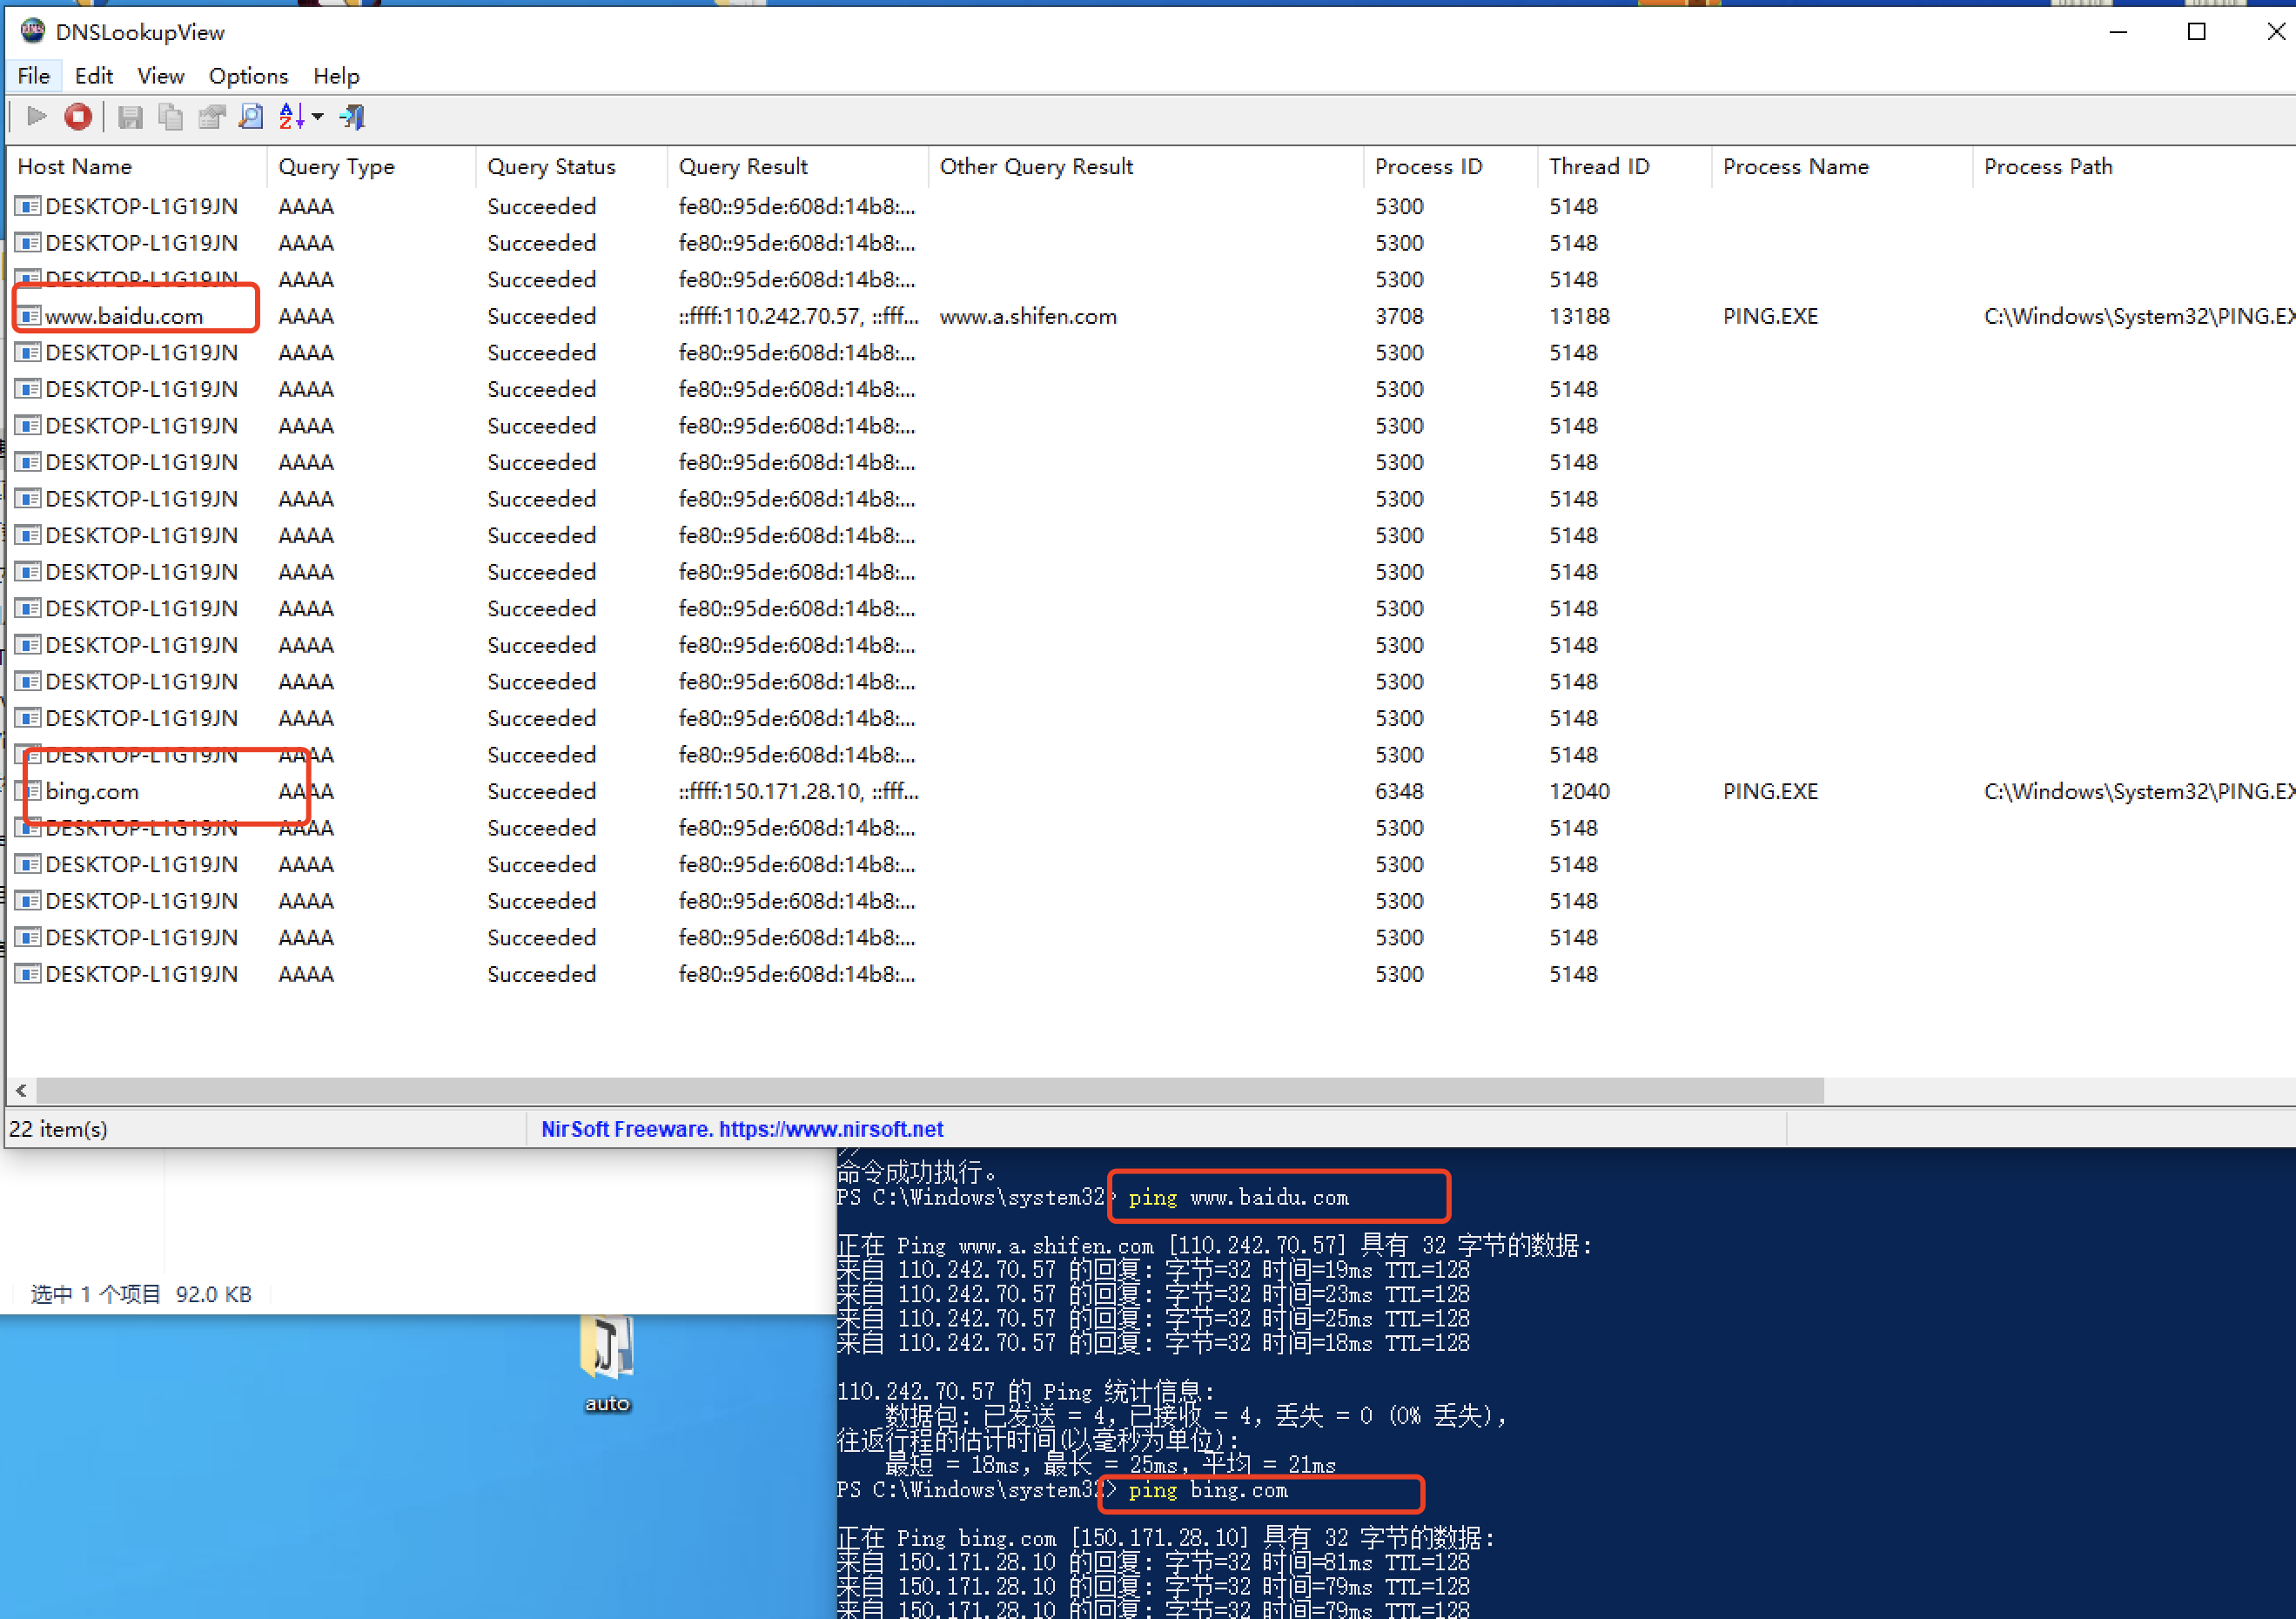 DNSLookupView
File Edit View Options Help
Host Name Query Type Query Status Query Result Other Query Result Process ID Thread ID Process Name Process Path
DESKTOP-L1G19JN AAAA Succeeded fe80::95de:608d:14b8:... 5300 5148
DESKTOP-L1G19JN AAAA Succeeded fe80::95de:608d:14b8:... 5300 5148
DESKTOP-L1G19JN AAAA Succeeded fe80::95de:608d:14b8:... 5300 5148
www.baidu.com AAAA Succeeded ::ffff:110.242.70.57, ::fff... www.a.shifen.com 3708 13188 PING.EXE C:\Windows\System32\PING.EX
DESKTOP-L1G19JN AAAA Succeeded fe80::95de:608d:14b8:... 5300 5148
DESKTOP-L1G19JN AAAA Succeeded fe80::95de:608d:14b8:... 5300 5148
DESKTOP-L1G19JN AAAA Succeeded fe80::95de:608d:14b8:... 5300 5148
DESKTOP-L1G19JN AAAA Succeeded fe80::95de:608d:14b8:... 5300 5148
DESKTOP-L1G19JN AAAA Succeeded fe80::95de:608d:14b8:... 5300 5148
DESKTOP-L1G19JN AAAA Succeeded fe80::95de:608d:14b8:... 5300 5148
DESKTOP-L1G19JN AAAA Succeeded fe80::95de:608d:14b8:... 5300 5148
DESKTOP-L1G19JN AAAA Succeeded fe80::95de:608d:14b8:... 5300 5148
DESKTOP-L1G19JN AAAA Succeeded fe80::95de:608d:14b8:... 5300 5148
DESKTOP-L1G19JN AAAA Succeeded fe80::95de:608d:14b8:... 5300 5148
DESKTOP-L1G19JN AAAA Succeeded fe80::95de:608d:14b8:... 5300 5148
DESKTOP-L1G19JN AAAA Succeeded fe80::95de:608d:14b8:... 5300 5148
bing.com AAAA Succeeded ::ffff:150.171.28.10, ::fff... 6348 12040 PING.EXE C:\Windows\System32\PING.EX
DESKTOP-L1G19JN AAAA Succeeded fe80::95de:608d:14b8:... 5300 5148
DESKTOP-L1G19JN AAAA Succeeded fe80::95de:608d:14b8:... 5300 5148
DESKTOP-L1G19JN AAAA Succeeded fe80::95de:608d:14b8:... 5300 5148
DESKTOP-L1G19JN AAAA Succeeded fe80::95de:608d:14b8:... 5300 5148
DESKTOP-L1G19JN AAAA Succeeded fe80::95de:608d:14b8:... 5300 5148
22 item(s) NirSoft Freeware. https://www.nirsoft.net
选中 1 个项目 92.0 KB
auto
命令成功执行。
PS C:\Windows\system32> ping www.baidu.com
正在 Ping www.a.shifen.com [110.242.70.57] 具有 32 字节的数据:
来自 110.242.70.57 的回复: 字节=32 时间=19ms TTL=128
来自 110.242.70.57 的回复: 字节=32 时间=23ms TTL=128
来自 110.242.70.57 的回复: 字节=32 时间=25ms TTL=128
来自 110.242.70.57 的回复: 字节=32 时间=18ms TTL=128
110.242.70.57 的 Ping 统计信息:
数据包: 已发送 = 4, 已接收 = 4, 丢失 = 0 (0% 丢失),
往返行程的估计时间(以毫秒为单位):
最短 = 18ms, 最长 = 25ms, 平均 = 21ms
PS C:\Windows\system32> ping bing.com
正在 Ping bing.com [150.171.28.10] 具有 32 字节的数据:
来自 150.171.28.10 的回复: 字节=32 时间=81ms TTL=128
来自 150.171.28.10 的回复: 字节=32 时间=79ms TTL=128
来自 150.171.28.10 的回复: 字节=32 时间=79ms TTL=128